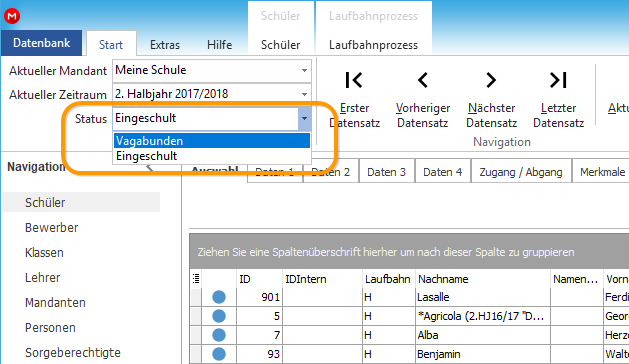 M
Schüler Laufbahnprozess
Datenbank Start Extras Hilfe Schüler Laufbahnprozess
Aktueller Mandant Meine Schule
Aktueller Zeitraum 2. Halbjahr 2017/2018
Status Eingeschult
Vagabunden
Eingeschult
Erster Datensatz
Vorheriger Datensatz
Nächster Datensatz
Letzter Datensatz
Aktu
Navigation
Navigation
Schüler
Bewerber
Klassen
Lehrer
Mandanten
Personen
Sorgeberechtigte
Auswahl Daten 1 Daten 2 Daten 3 Daten 4 Zugang / Abgang Merkmale
Ziehen Sie eine Spaltenüberschrift hierher um nach dieser Spalte zu gruppieren
ID IDIntern Laufbahn Nachname Namen... Vorn
901 H Lasalle Ferdi
5 H *Agricola (2.HJ16/17 "D... Georg
7 H Alba Herzo
93 H Benjamin Walt